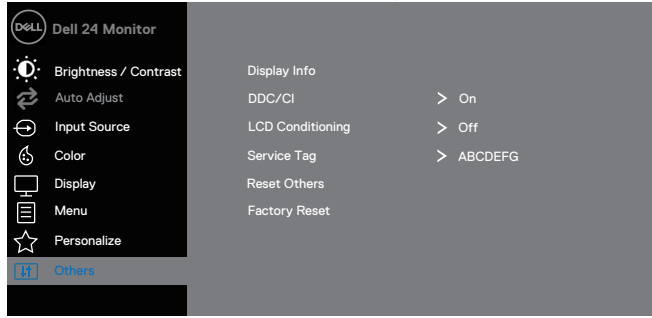 DELL Dell 24 Monitor
Brightness / Contrast
Auto Adjust
Input Source
Color
Display
Menu
Personalize
Others
Display Info
DDC/CI > On
LCD Conditioning > Off
Service Tag > ABCDEFG
Reset Others
Factory Reset